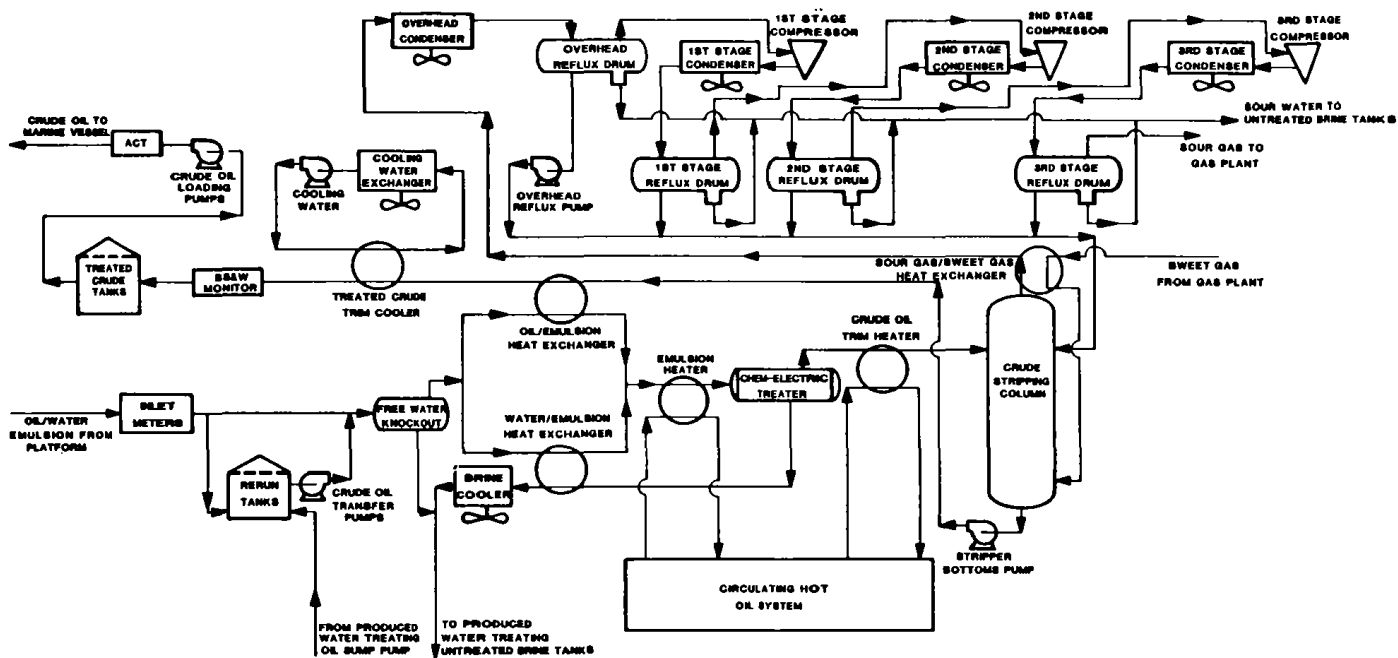 OVERHEAD
CONDENSER
OVERHEAD
REFLUX DRUM
1ST STAGE
COMPRESSOR
1ST STAGE
CONDENSER
2ND STAGE
COMPRESSOR
2ND STAGE
CONDENSER
3RD STAGE
COMPRESSOR
3RD STAGE
CONDENSER
SOUR WATER TO
UNTREATED BRINE TANKS
SOUR GAS TO
GAS PLANT
CRUDE OIL TO
MARINE VESSEL
ACT
CRUDE OIL
LOADING
PUMPS
COOLING
WATER
COOLING
WATER
EXCHANGER
OVERHEAD
REFLUX PUMP
1ST STAGE
REFLUX DRUM
2ND STAGE
REFLUX DRUM
3RD STAGE
REFLUX DRUM
TREATED
CRUDE
TANKS
BS&W
MONITOR
TREATED CRUDE
TRIM COOLER
SOUR GAS/SWEET GAS
HEAT EXCHANGER
SWEET GAS
FROM GAS PLANT
OIL/EMULSION
HEAT EXCHANGER
CRUDE OIL
TRIM HEATER
EMULSION
HEATER
CHEM-ELECTRIC
TREATER
CRUDE
STRIPPING
COLUMN
OIL/WATER
EMULSION FROM
PLATFORM
INLET
METERS
FREE WATER
KNOCKOUT
WATER/EMULSION
HEAT EXCHANGER
RERUN
TANKS
CRUDE OIL
TRANSFER
PUMPS
BRINE
COOLER
STRIPPER
BOTTOMS PUMP
CIRCULATING HOT
OIL SYSTEM
FROM PRODUCED
WATER TREATING
OIL SUMP PUMP
TO PRODUCED
WATER TREATING
UNTREATED BRINE TANKS